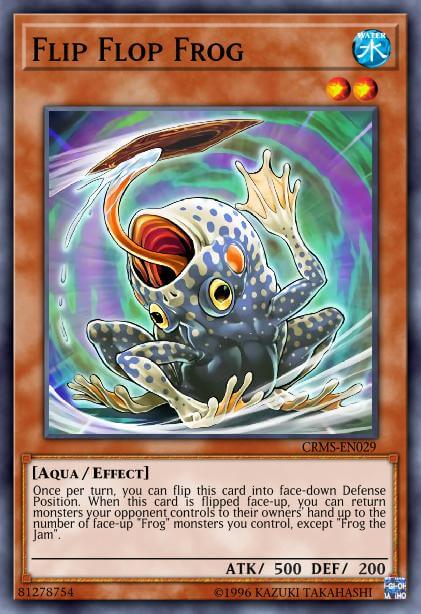 FLIP FLOP FROG
WATER
水
CRMS-EN029
[AQUA / EFFECT]
Once per turn, you can flip this card into face-down Defense
Position. When this card is flipped face-up, you can return
monsters your opponent controls to their owners' hand up to the
number of face-up "Frog" monsters you control, except "Frog the
Jam".
ATK/ 500 DEF/ 200
81278754
©1996 KAZUKI TAKAHASHI